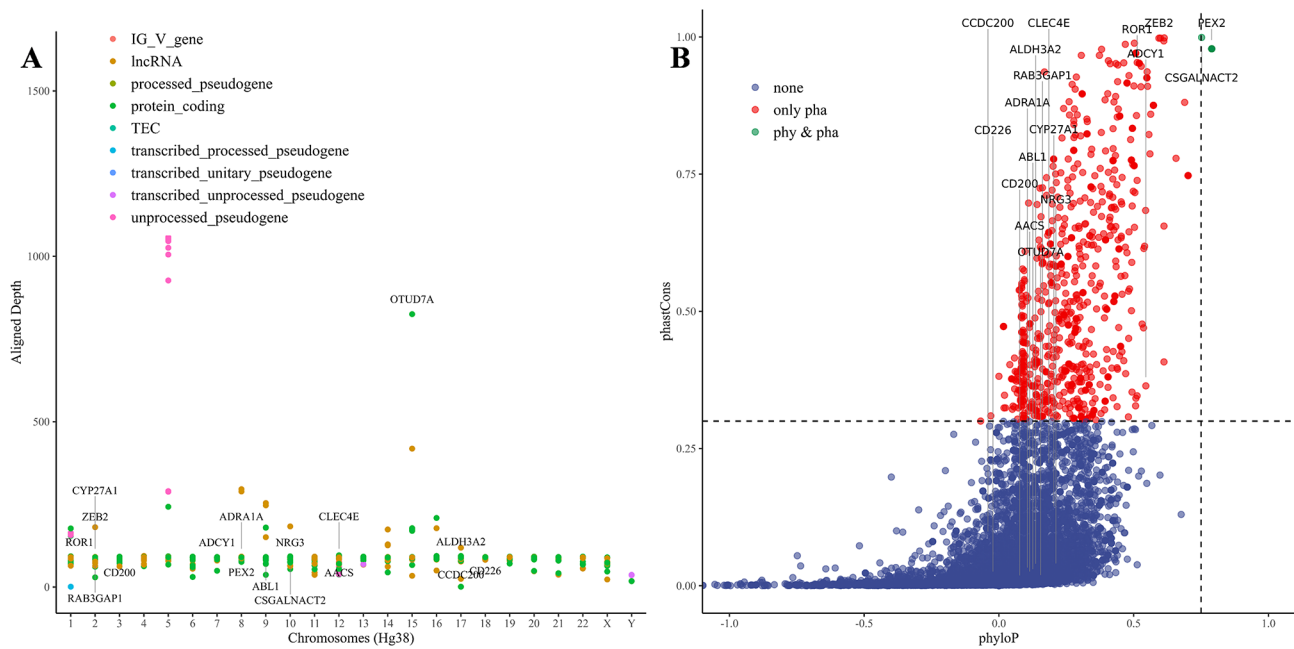 A
IG_V_gene
lncRNA
processed_pseudogene
protein_coding
TEC
transcribed_processed_pseudogene
transcribed_unitary_pseudogene
transcribed_unprocessed_pseudogene
unprocessed_pseudogene
1500
1000
500
0
Aligned Depth
OTUD7A
CYP27A1
ZEB2
ADRA1A
CLEC4E
ROR1
ADCY1
NRG3
ALDH3A2
CD200
PEX2
AACS
CCDC200
CD226
RAB3GAP1
ABL1
CSGALNACT2
1 2 3 4 5 6 7 8 9 10 11 12 13 14 15 16 17 18 19 20 21 22 X Y
Chromosomes (Hg38)
B
none
only pha
phy & pha
CCDC200
CLEC4E
ROR1
ZEB2
PEX2
ALDH3A2
ADCY1
RAB3GAP1
CSGALNACT2
ADRA1A
CD226
CYP27A1
ABL1
CD200
NRG3
AACS
OTUD7A
1.00
0.75
0.50
0.25
0.00
phastCons
-1.0 -0.5 0.0 0.5 1.0
phyloP